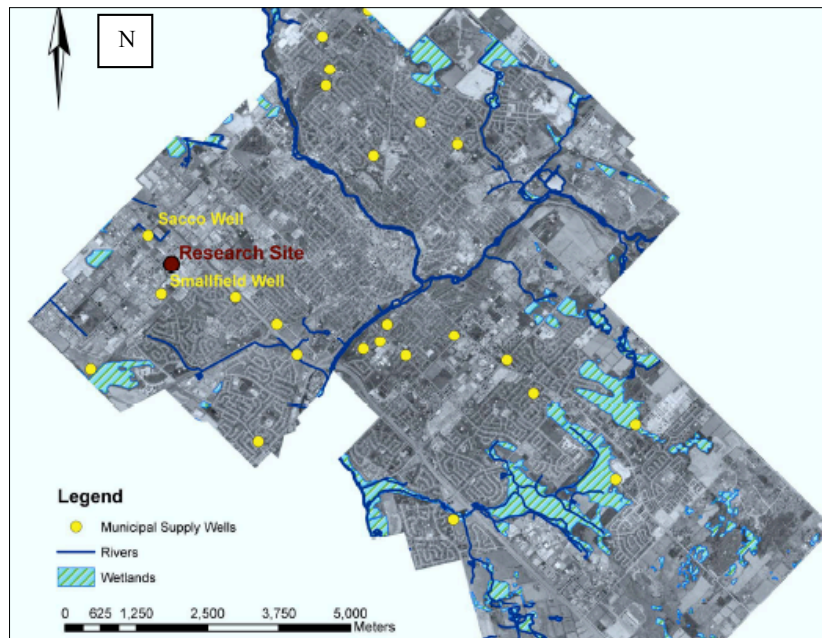 N
Sacco Well
Research Site
Smallfield Well
Legend
Municipal Supply Wells
Rivers
Wetlands
0 625 1,250 2,500 3,750 5,000
Meters